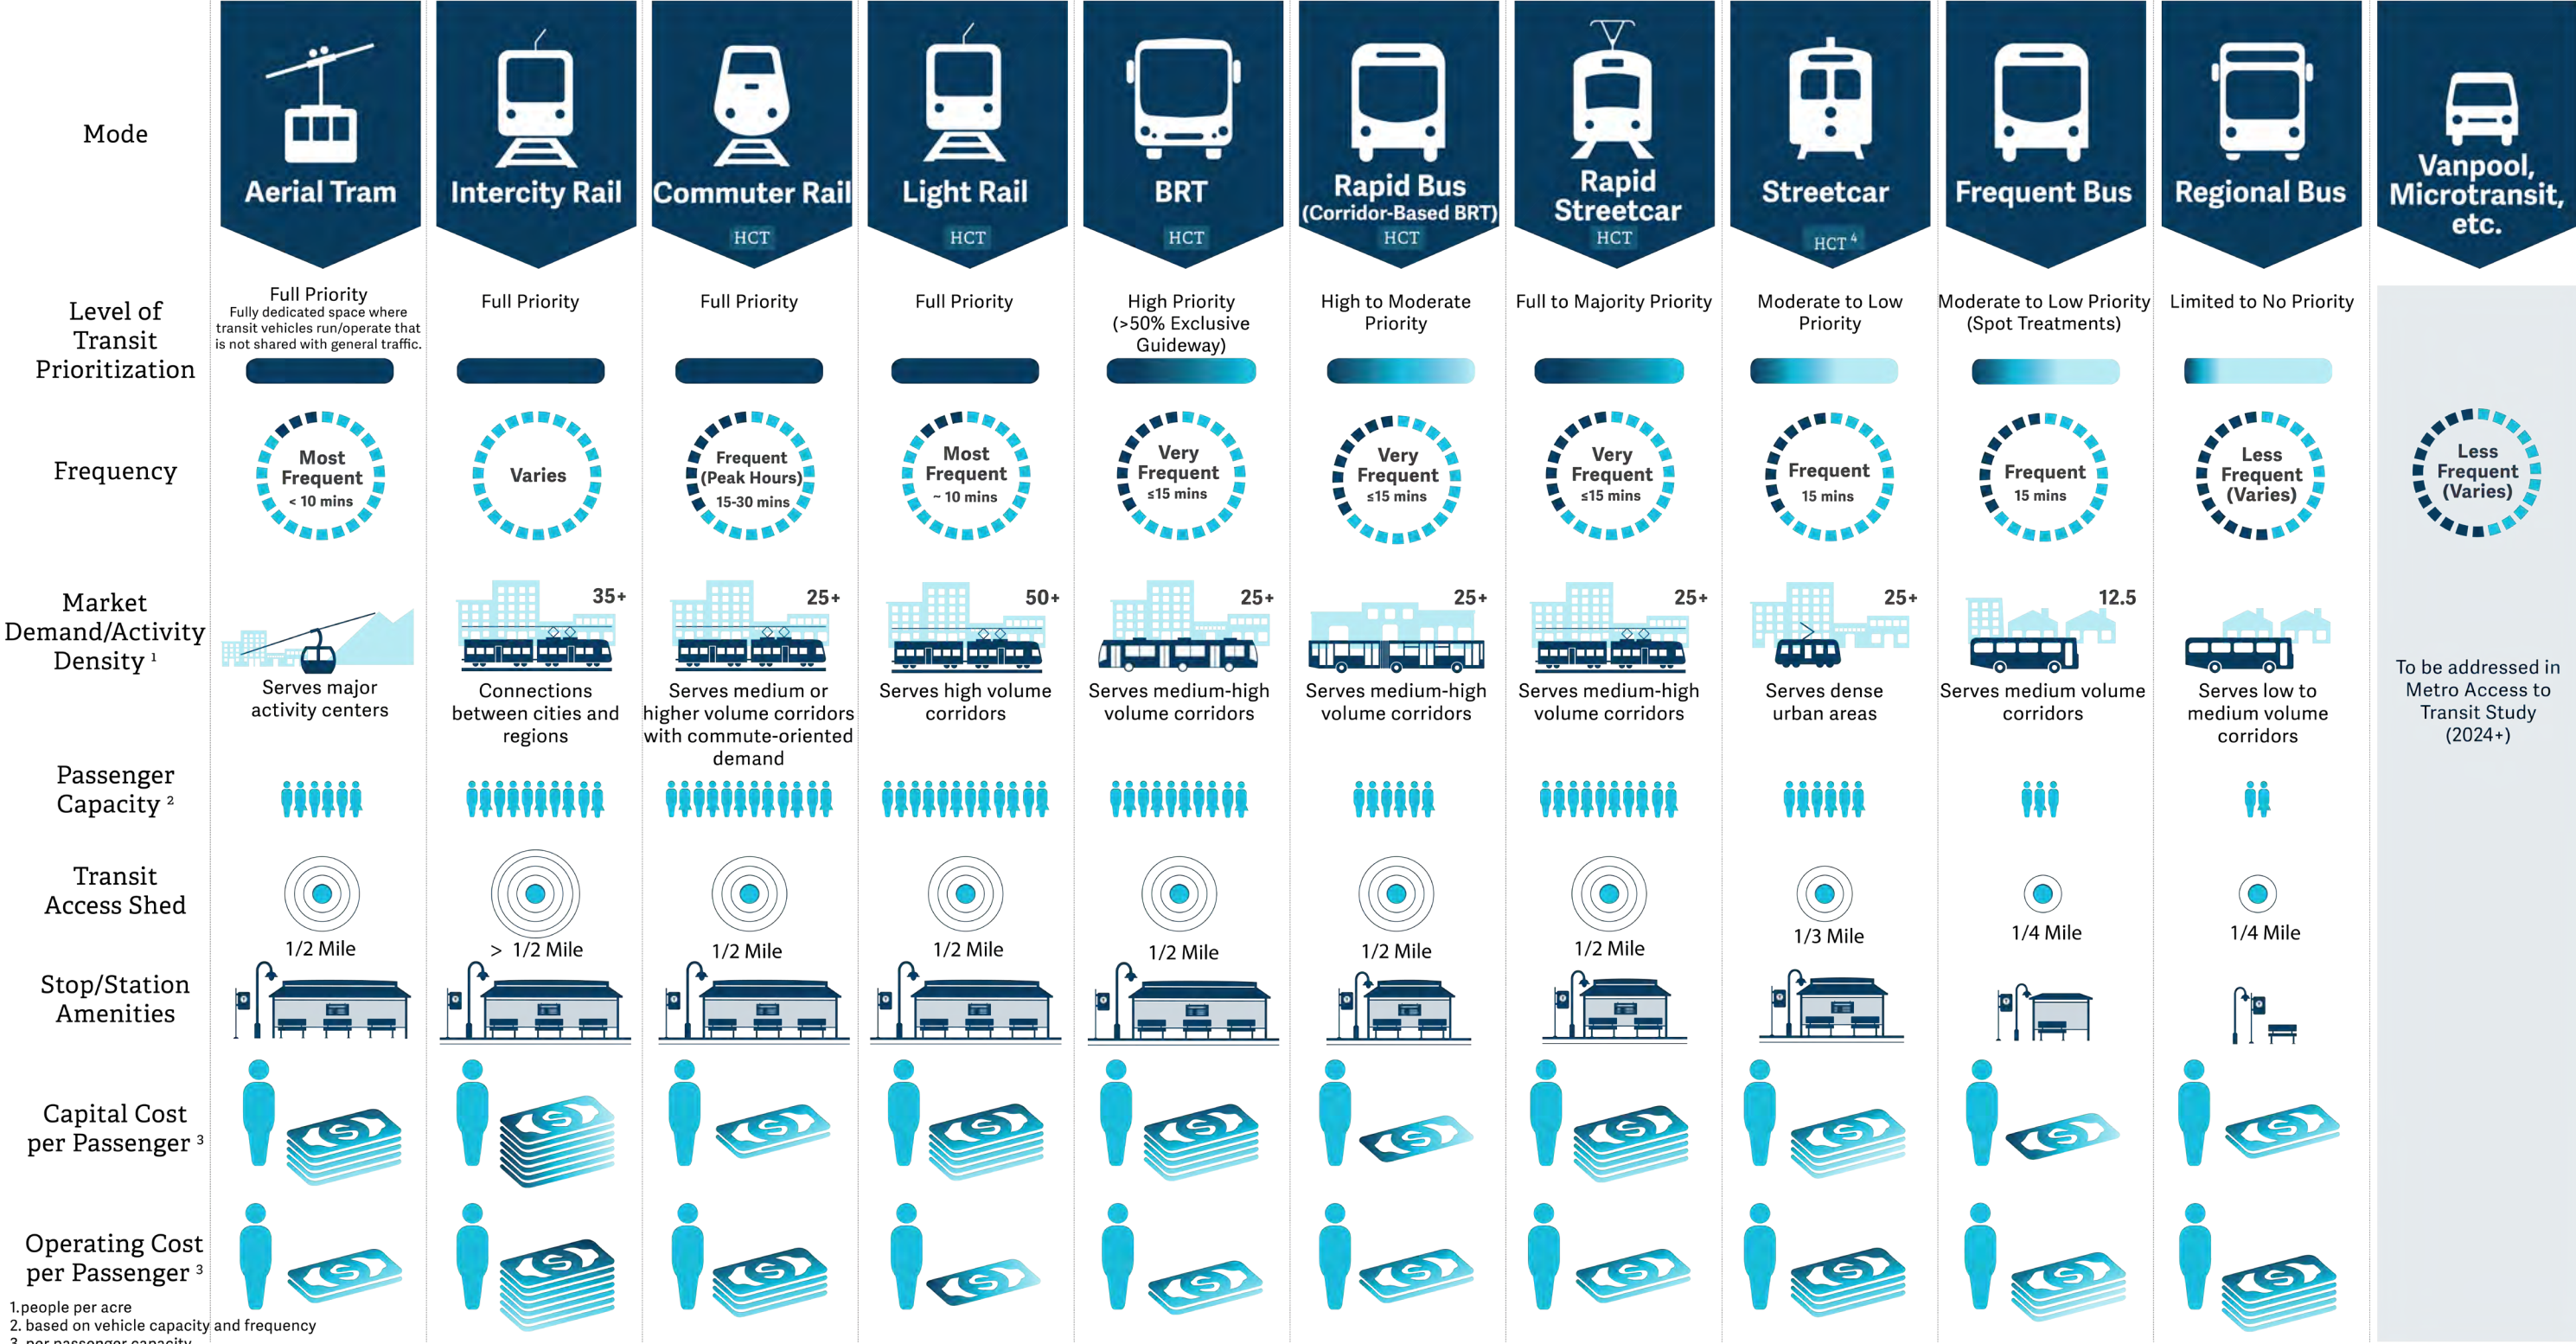 Mode
Aerial Tram
Intercity Rail
Commuter Rail
HCT
Light Rail
HCT
BRT
HCT
Rapid Bus
(Corridor-Based BRT)
HCT
Rapid
Streetcar
HCT
Streetcar
HCT 4
Frequent Bus
Regional Bus
Vanpool,
Microtransit,
etc.
Level of
Transit
Prioritization
Full Priority
Fully dedicated space where
transit vehicles run/operate that
is not shared with general traffic.
Full Priority
Full Priority
Full Priority
High Priority
(>50% Exclusive
Guideway)
High to Moderate
Priority
Full to Majority Priority
Moderate to Low
Priority
Moderate to Low Priority
(Spot Treatments)
Limited to No Priority
Frequency
Most
Frequent
< 10 mins
Varies
Frequent
(Peak Hours)
15-30 mins
Most
Frequent
~ 10 mins
Very
Frequent
≤15 mins
Very
Frequent
≤15 mins
Very
Frequent
≤15 mins
Frequent
15 mins
Frequent
15 mins
Less
Frequent
(Varies)
Less
Frequent
(Varies)
Market
Demand/Activity
Density 1
Serves major
activity centers
35+
Connections
between cities and
regions
25+
Serves medium or
higher volume corridors
with commute-oriented
demand
50+
Serves high volume
corridors
25+
Serves medium-high
volume corridors
25+
Serves medium-high
volume corridors
25+
Serves medium-high
volume corridors
25+
Serves dense
urban areas
12.5
Serves medium volume
corridors
Serves low to
medium volume
corridors
To be addressed in
Metro Access to
Transit Study
(2024+)
Passenger
Capacity 2
Transit
Access Shed
1/2 Mile
> 1/2 Mile
1/2 Mile
1/2 Mile
1/2 Mile
1/2 Mile
1/2 Mile
1/3 Mile
1/4 Mile
1/4 Mile
Stop/Station
Amenities
Capital Cost
per Passenger 3
Operating Cost
per Passenger 3
1.people per acre
2. based on vehicle capacity and frequency
3. per passenger capacity